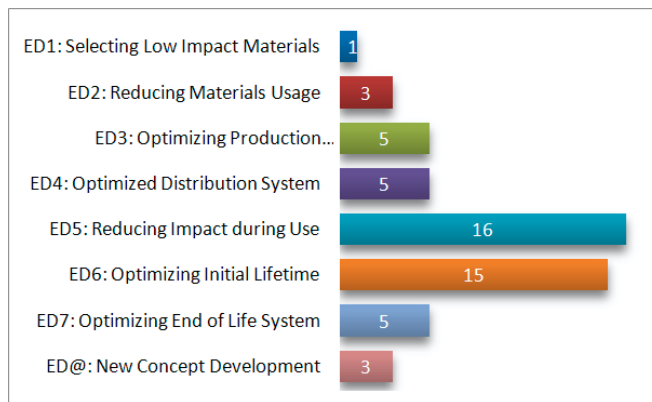 ED1: Selecting Low Impact Materials 1
ED2: Reducing Materials Usage 3
ED3: Optimizing Production... 5
ED4: Optimized Distribution System 5
ED5: Reducing Impact during Use 16
ED6: Optimizing Initial Lifetime 15
ED7: Optimizing End of Life System 5
ED@: New Concept Development 3